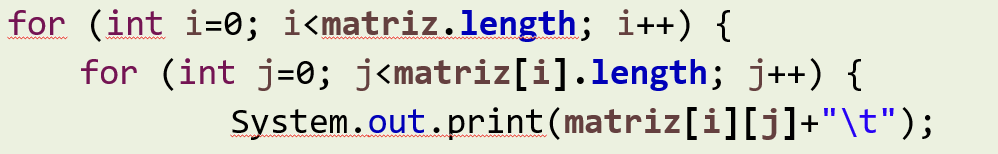 for (int i=0; i<matriz.length; i++) {
for (int j=0; j<matriz[i].length; j++) {
System.out.print(matriz[i][j]+"\t");